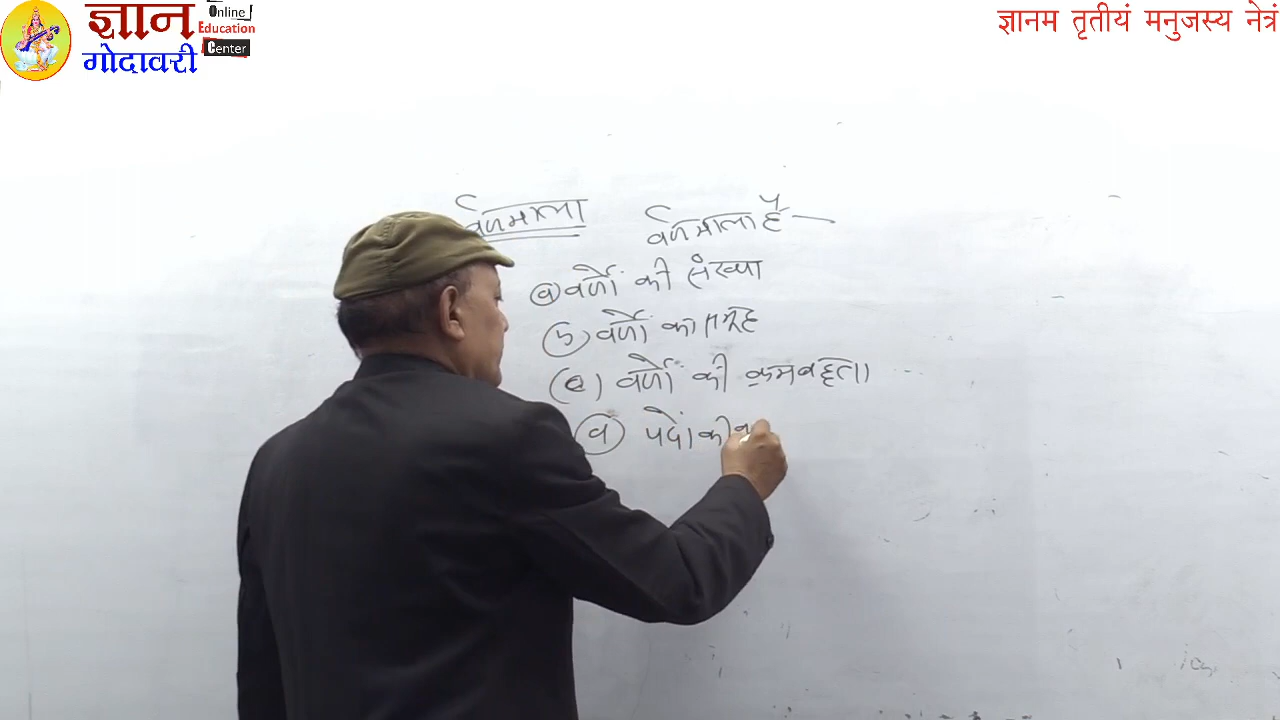 ज्ञान
गोदावरी
Online
Education
Center
ज्ञानम तृतीयं मनुजस्य नेत्रं
वर्णमाला
वर्णमाला है —
वर्णों की संख्या
वर्णों का समूह
वर्णों की क्रमबद्धता
पदों की